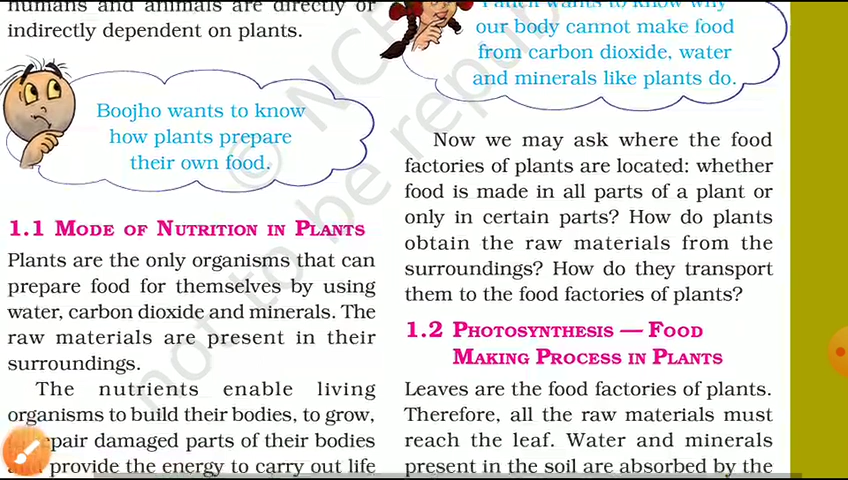 humans and animals are directly or
indirectly dependent on plants.
Boojho wants to know
how plants prepare
their own food.
1.1 MODE OF NUTRITION IN PLANTS
Plants are the only organisms that can
prepare food for themselves by using
water, carbon dioxide and minerals. The
raw materials are present in their
surroundings.
The nutrients enable living
organisms to build their bodies, to grow,
repair damaged parts of their bodies
provide the energy to carry out life
wants to know why
our body cannot make food
from carbon dioxide, water
and minerals like plants do.
Now we may ask where the food
factories of plants are located: whether
food is made in all parts of a plant or
only in certain parts? How do plants
obtain the raw materials from the
surroundings? How do they transport
them to the food factories of plants?
1.2 PHOTOSYNTHESIS — FOOD
MAKING PROCESS IN PLANTS
Leaves are the food factories of plants.
Therefore, all the raw materials must
reach the leaf. Water and minerals
present in the soil are absorbed by the
not to be